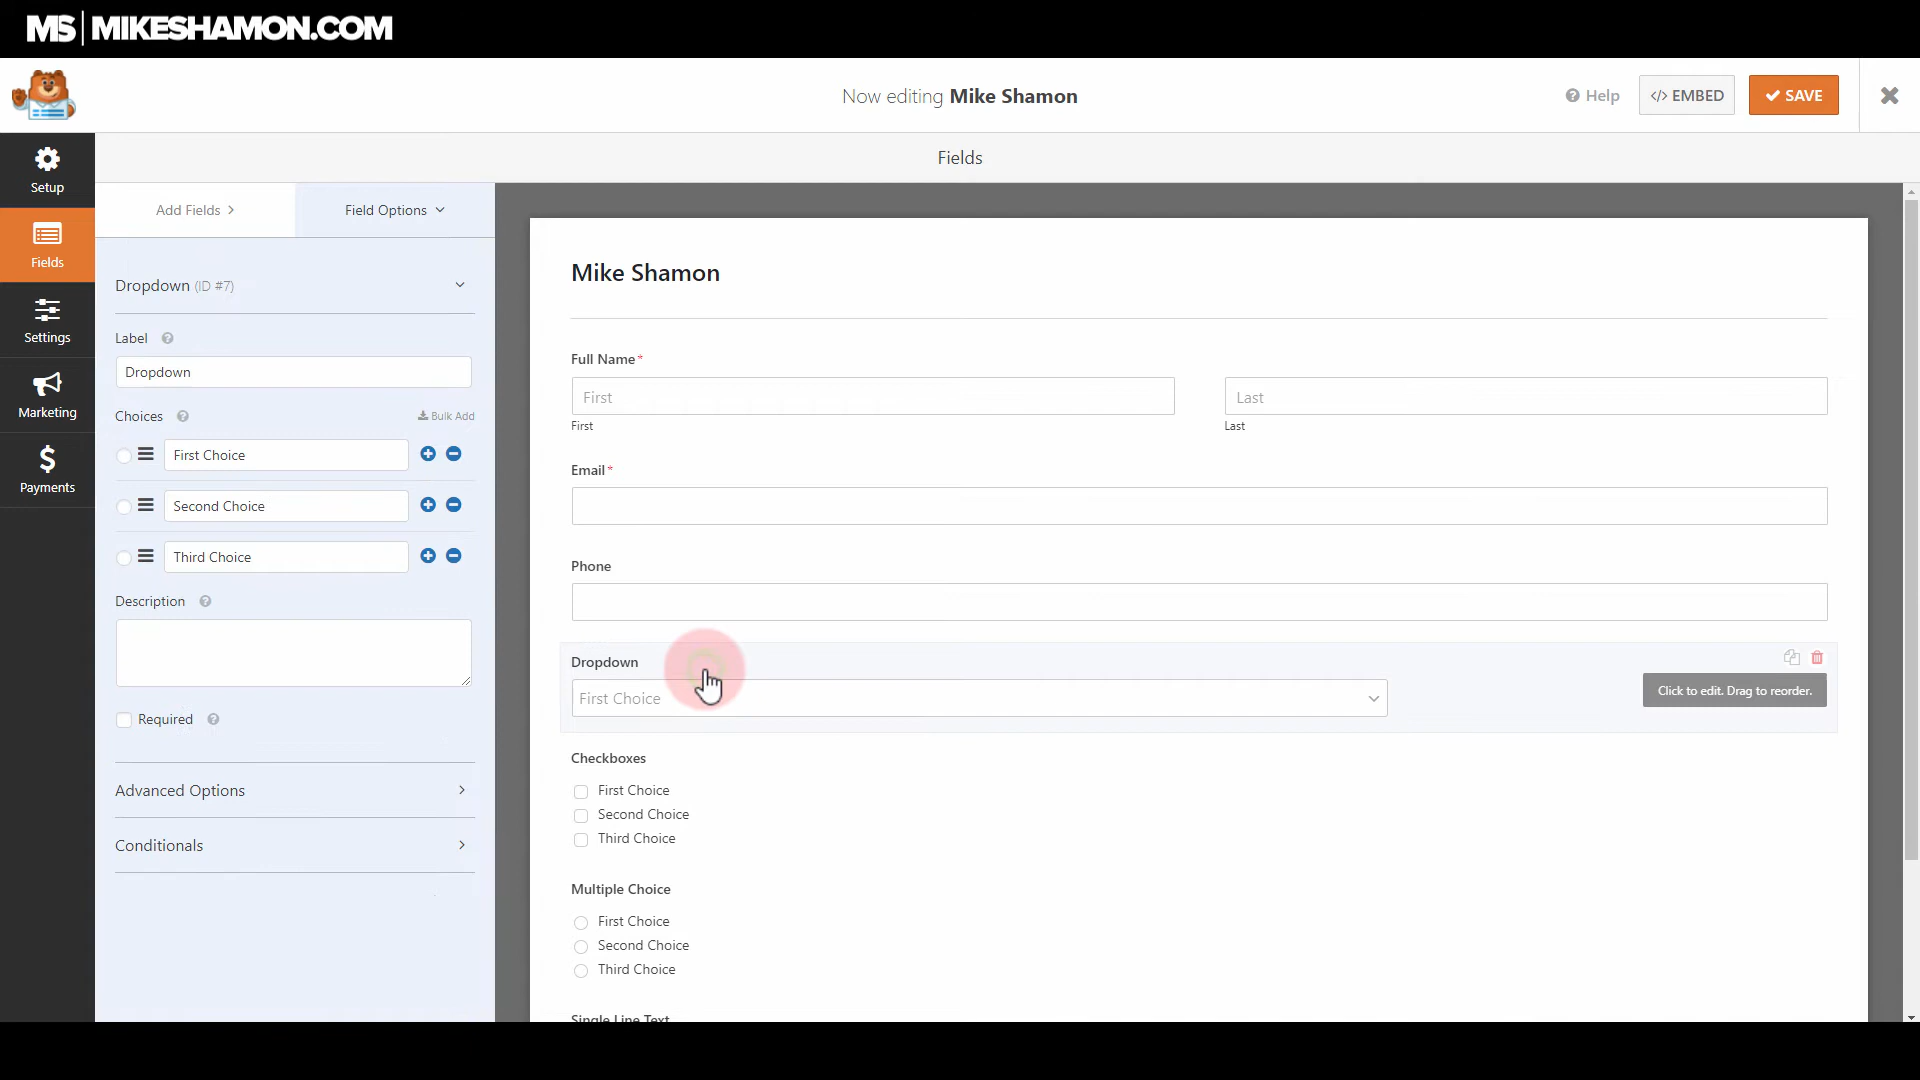 MS | MIKESHAMON.COM
Now editing Mike Shamon
Help
</> EMBED
SAVE
Setup
Fields
Settings
Marketing
Payments
Fields
Add Fields
Field Options
Dropdown (ID #7)
Label
Dropdown
Choices
Bulk Add
First Choice
Second Choice
Third Choice
Description
Required
Advanced Options
Conditionals
Mike Shamon
Full Name*
First
Last
First
Last
Email*
Phone
Dropdown
First Choice
Click to edit. Drag to reorder.
Checkboxes
First Choice
Second Choice
Third Choice
Multiple Choice
First Choice
Second Choice
Third Choice
Single Line Text